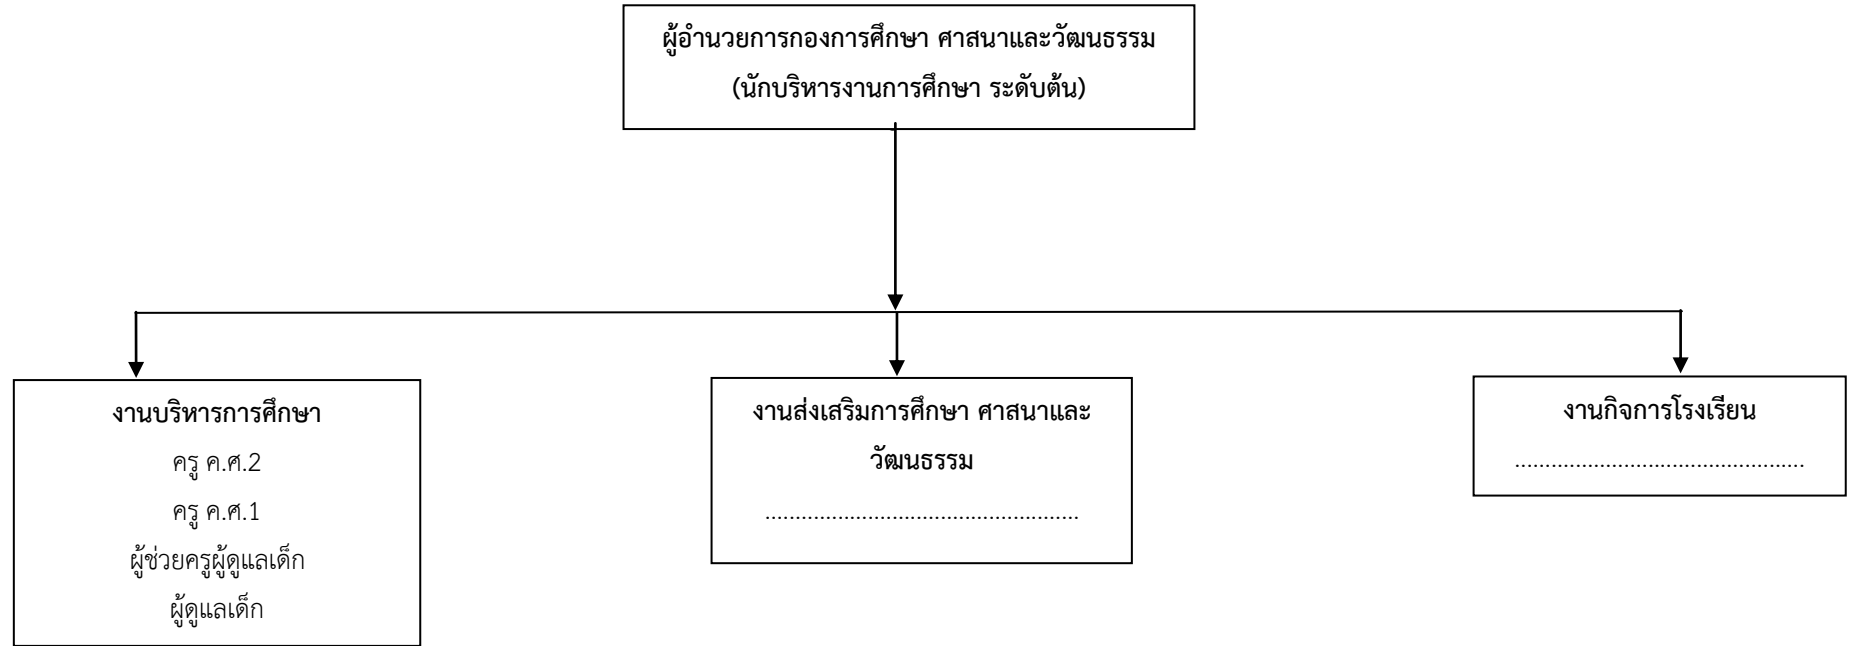 ผู้อำนวยการกองการศึกษา ศาสนาและวัฒนธรรม
(นักบริหารงานการศึกษา ระดับต้น)
งานบริหารการศึกษา
ครู ค.ศ.2
ครู ค.ศ.1
ผู้ช่วยครูผู้ดูแลเด็ก
ผู้ดูแลเด็ก
งานส่งเสริมการศึกษา ศาสนาและ
วัฒนธรรม
....................................................
งานกิจการโรงเรียน
................................................